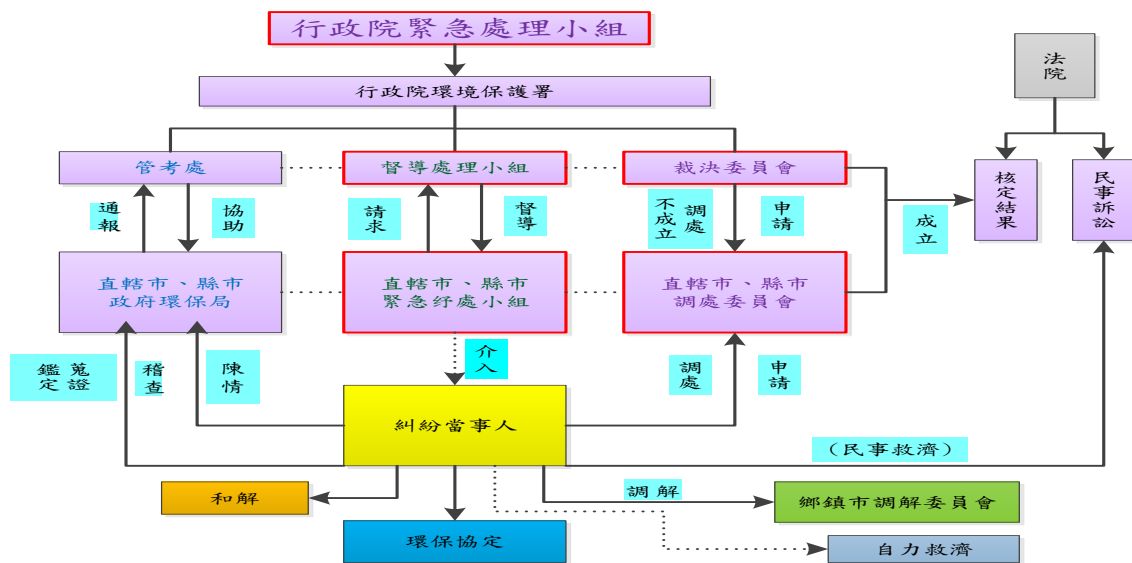 行政院緊急處理小組
法院
行政院環境保護署
管考處
督導處理小組
裁決委員會
核定結果
民事訴訟
通報
協助
請求
督導
調處
不成立
申請
成立
直轄市、縣市
政府環保局
直轄市、縣市
緊急紓處小組
直轄市、縣市
調處委員會
蒐證
鑑定
稽查
陳情
介入
調處
申請
糾紛當事人
（民事救濟）
和解
調解
鄉鎮市調解委員會
環保協定
自力救濟